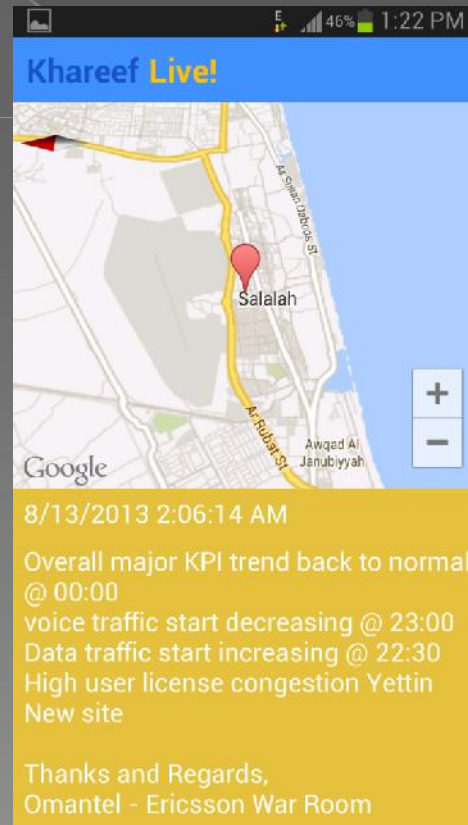 E 46% 1:22 PM
Khareef Live!
Ar Sultan Qaboos St
Salalah
Ar Rubat St
Awqad Al
Janubiyyah
+
−
Google
8/13/2013 2:06:14 AM
Overall major KPI trend back to normal
@ 00:00
voice traffic start decreasing @ 23:00
Data traffic start increasing @ 22:30
High user license congestion Yettin
New site
Thanks and Regards,
Omantel - Ericsson War Room